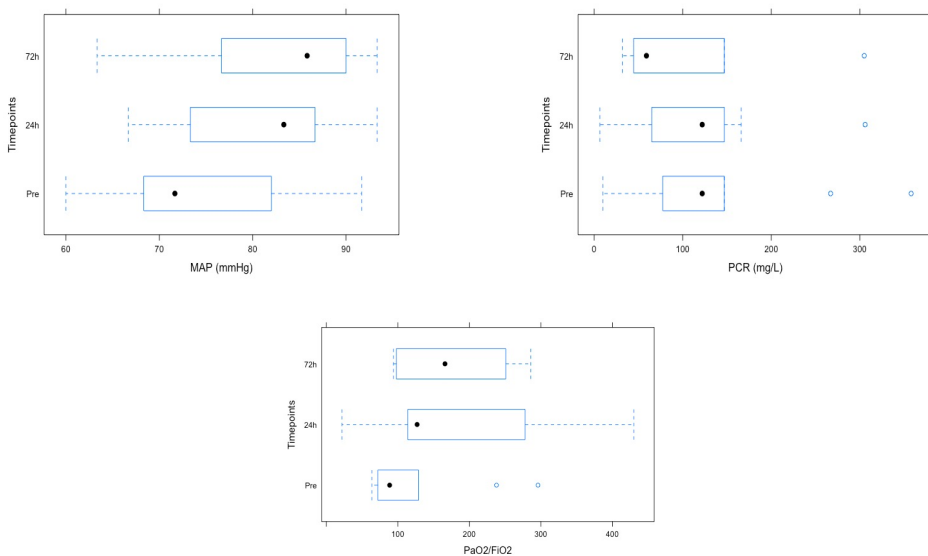 72h
24h
Pre
Timepoints
60 70 80 90
MAP (mmHg)
72h
24h
Pre
Timepoints
0 100 200 300
PCR (mg/L)
72h
24h
Pre
Timepoints
100 200 300 400
PaO2/FiO2